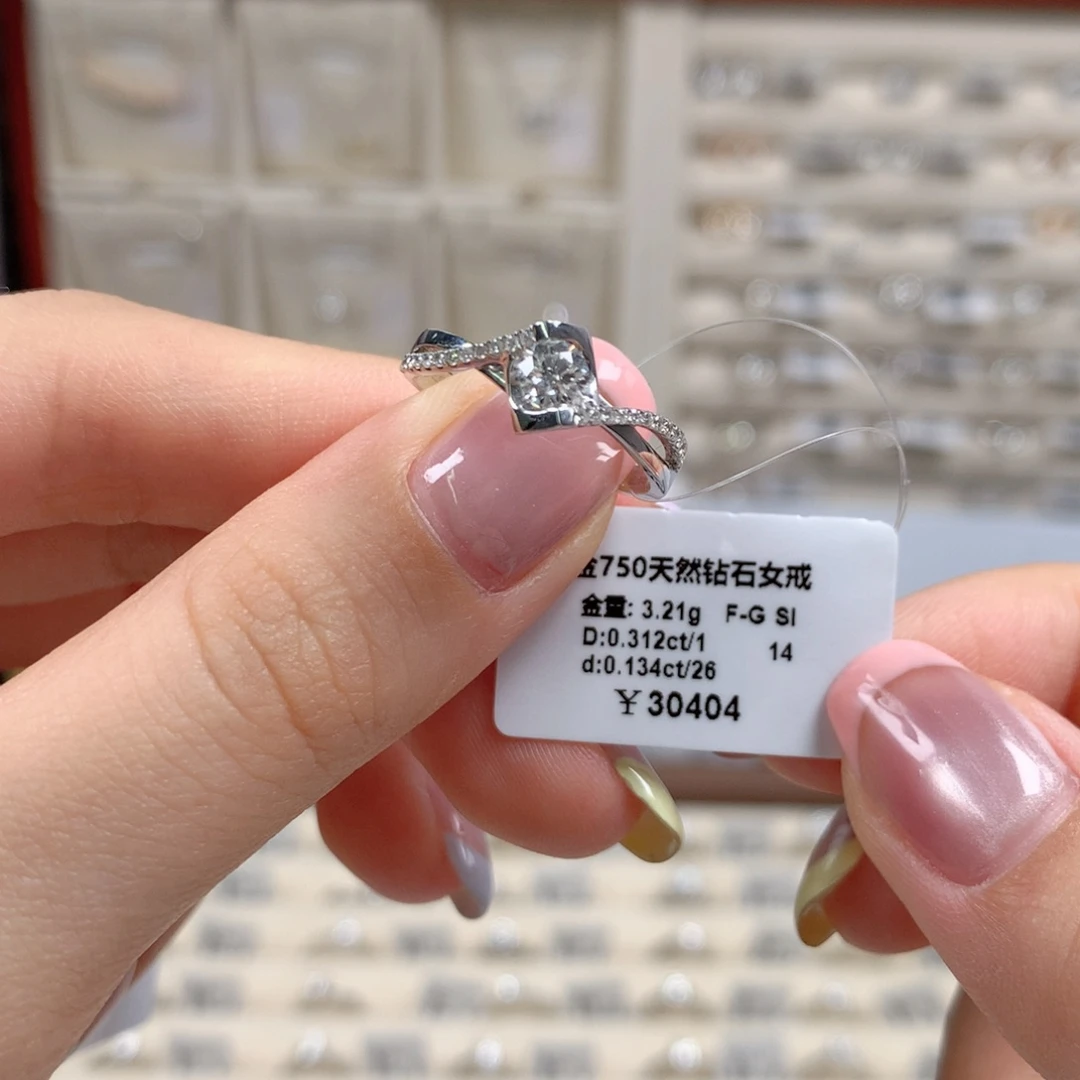 金750天然钻石女戒
金重: 3.21g F-G SI
D:0.312ct/1 14
d:0.134ct/26
¥30404